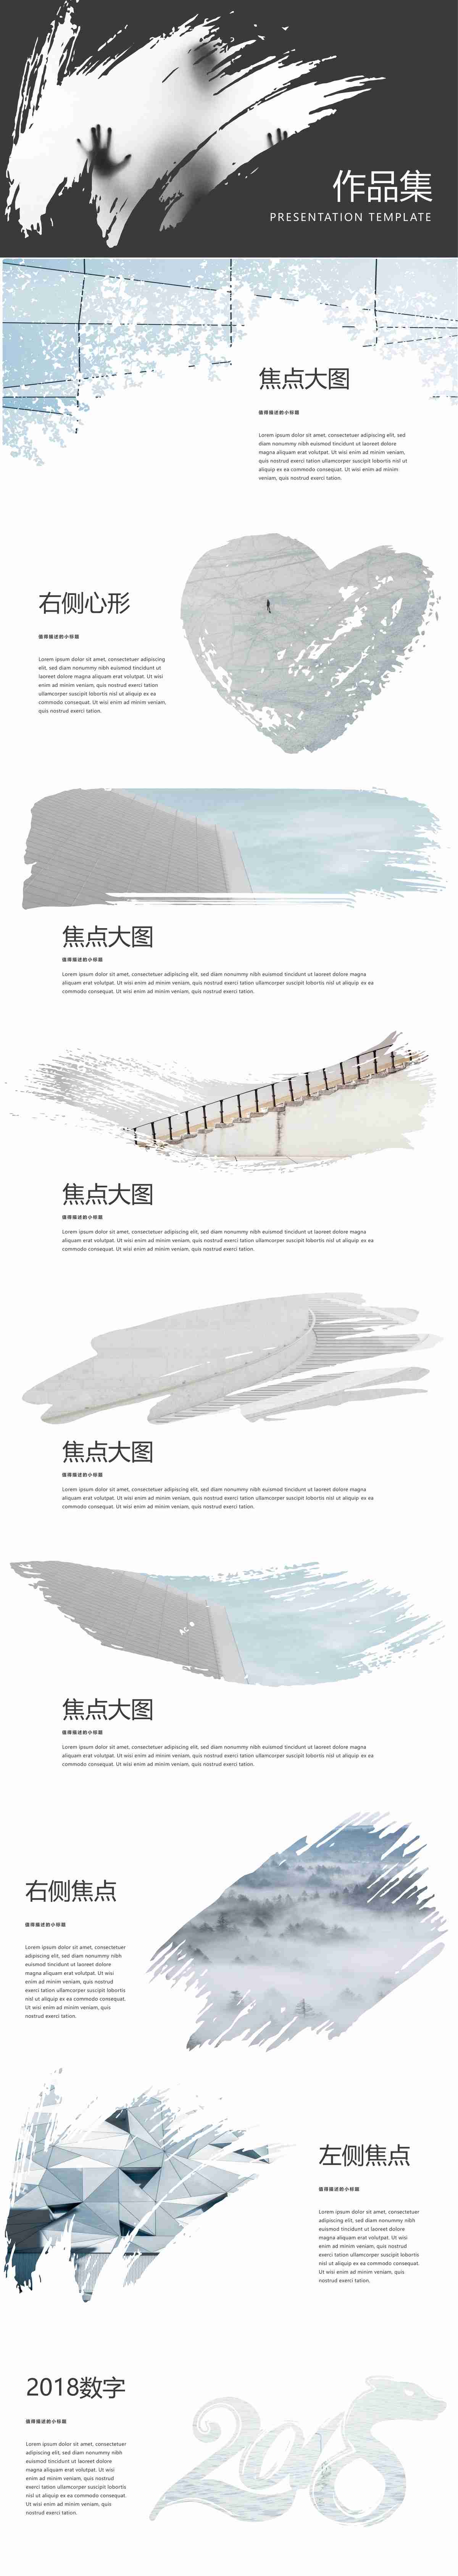 作品集
PRESENTATION TEMPLATE
焦点大图
值得描述的小标题
Lorem ipsum dolor sit amet, consectetuer adipiscing elit, sed
diam nonummy nibh euismod tincidunt ut laoreet dolore
magna aliquam erat volutpat. Ut wisi enim ad minim veniam,
quis nostrud exerci tation ullamcorper suscipit lobortis nisl ut
aliquip ex ea commodo consequat. Ut wisi enim ad minim
veniam, quis nostrud exerci tation.
右侧心形
值得描述的小标题
Lorem ipsum dolor sit amet, consectetuer adipiscing
elit, sed diam nonummy nibh euismod tincidunt ut
laoreet dolore magna aliquam erat volutpat. Ut wisi
enim ad minim veniam, quis nostrud exerci tation
ullamcorper suscipit lobortis nisl ut aliquip ex ea
commodo consequat. Ut wisi enim ad minim veniam,
quis nostrud exerci tation.
焦点大图
值得描述的小标题
Lorem ipsum dolor sit amet, consectetuer adipiscing elit, sed diam nonummy nibh euismod tincidunt ut laoreet dolore magna
aliquam erat volutpat. Ut wisi enim ad minim veniam, quis nostrud exerci tation ullamcorper suscipit lobortis nisl ut aliquip ex ea
commodo consequat. Ut wisi enim ad minim veniam, quis nostrud exerci tation.
焦点大图
值得描述的小标题
Lorem ipsum dolor sit amet, consectetuer adipiscing elit, sed diam nonummy nibh euismod tincidunt ut laoreet dolore magna
aliquam erat volutpat. Ut wisi enim ad minim veniam, quis nostrud exerci tation ullamcorper suscipit lobortis nisl ut aliquip ex ea
commodo consequat. Ut wisi enim ad minim veniam, quis nostrud exerci tation.
焦点大图
值得描述的小标题
Lorem ipsum dolor sit amet, consectetuer adipiscing elit, sed diam nonummy nibh euismod tincidunt ut laoreet dolore magna
aliquam erat volutpat. Ut wisi enim ad minim veniam, quis nostrud exerci tation ullamcorper suscipit lobortis nisl ut aliquip ex ea
commodo consequat. Ut wisi enim ad minim veniam, quis nostrud exerci tation.
焦点大图
值得描述的小标题
Lorem ipsum dolor sit amet, consectetuer adipiscing elit, sed diam nonummy nibh euismod tincidunt ut laoreet dolore magna
aliquam erat volutpat. Ut wisi enim ad minim veniam, quis nostrud exerci tation ullamcorper suscipit lobortis nisl ut aliquip ex ea
commodo consequat. Ut wisi enim ad minim veniam, quis nostrud exerci tation.
右侧焦点
值得描述的小标题
Lorem ipsum dolor sit amet, consectetuer
adipiscing elit, sed diam nonummy nibh
euismod tincidunt ut laoreet dolore
magna aliquam erat volutpat. Ut wisi
enim ad minim veniam, quis nostrud
exerci tation ullamcorper suscipit lobortis
nisl ut aliquip ex ea commodo consequat.
Ut wisi enim ad minim veniam, quis
nostrud exerci tation.
左侧焦点
值得描述的小标题
Lorem ipsum dolor sit amet, consectetuer
adipiscing elit, sed diam nonummy nibh
euismod tincidunt ut laoreet dolore
magna aliquam erat volutpat. Ut wisi
enim ad minim veniam, quis nostrud
exerci tation ullamcorper suscipit lobortis
nisl ut aliquip ex ea commodo consequat.
Ut wisi enim ad minim veniam, quis
nostrud exerci tation.
2018数字
值得描述的小标题
Lorem ipsum dolor sit amet, consectetuer
adipiscing elit, sed diam nonummy nibh
euismod tincidunt ut laoreet dolore
magna aliquam erat volutpat. Ut wisi
enim ad minim veniam, quis nostrud
exerci tation ullamcorper suscipit lobortis
nisl ut aliquip ex ea commodo consequat.
Ut wisi enim ad minim veniam, quis
nostrud exerci tation.
2018